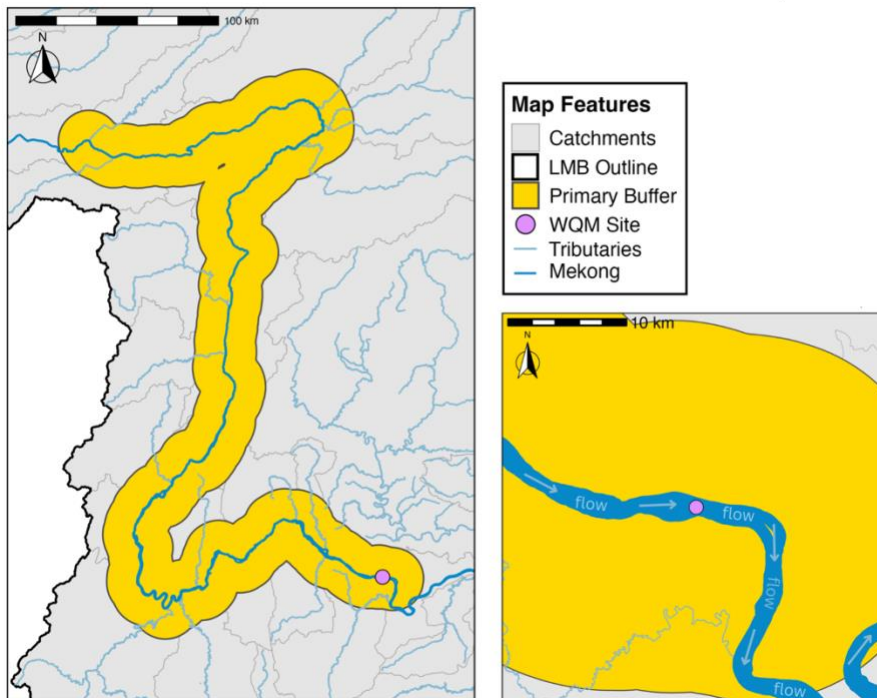 100 km
N
Map Features
Catchments
LMB Outline
Primary Buffer
WQM Site
Tributaries
Mekong
10 km
N
flow
flow
flow
flow